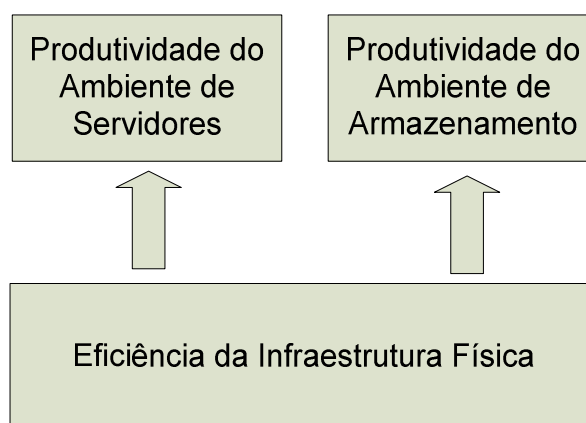 Produtividade do
Ambiente de
Servidores
Produtividade do
Ambiente de
Armazenamento
Eficiência da Infraestrutura Física